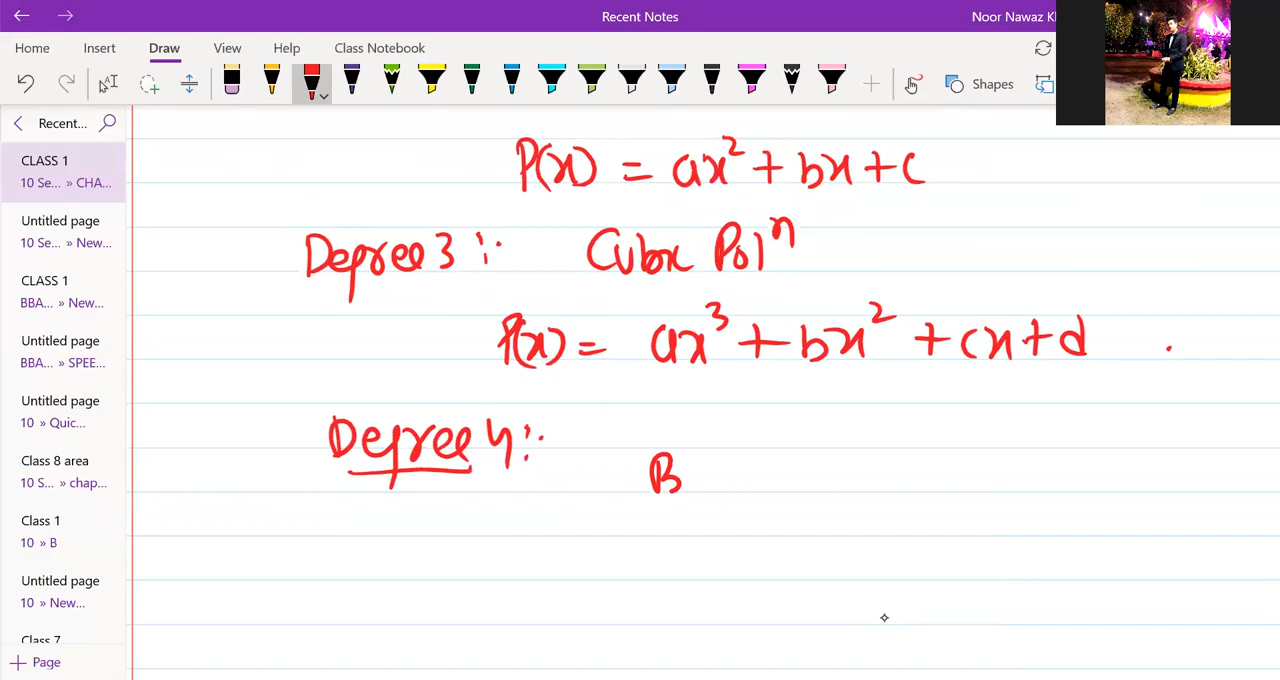 Recent Notes
Noor Nawaz Kh
Home Insert Draw View Help Class Notebook
Shapes
Recent...
CLASS 1
10 Se... » CHA...
Untitled page
10 Se... » New...
CLASS 1
BBA... » New...
Untitled page
BBA... » SPEE...
Untitled page
10 » Quic...
Class 8 area
10 S... » chap...
Class 1
10 » B
Untitled page
10 » New...
Class 7
Page
P(x) = ax² + bx + c
Degree 3 :- Cubic Polⁿ
P(x) = ax³ + bx² + cx + d .
Degree 4 :-
B